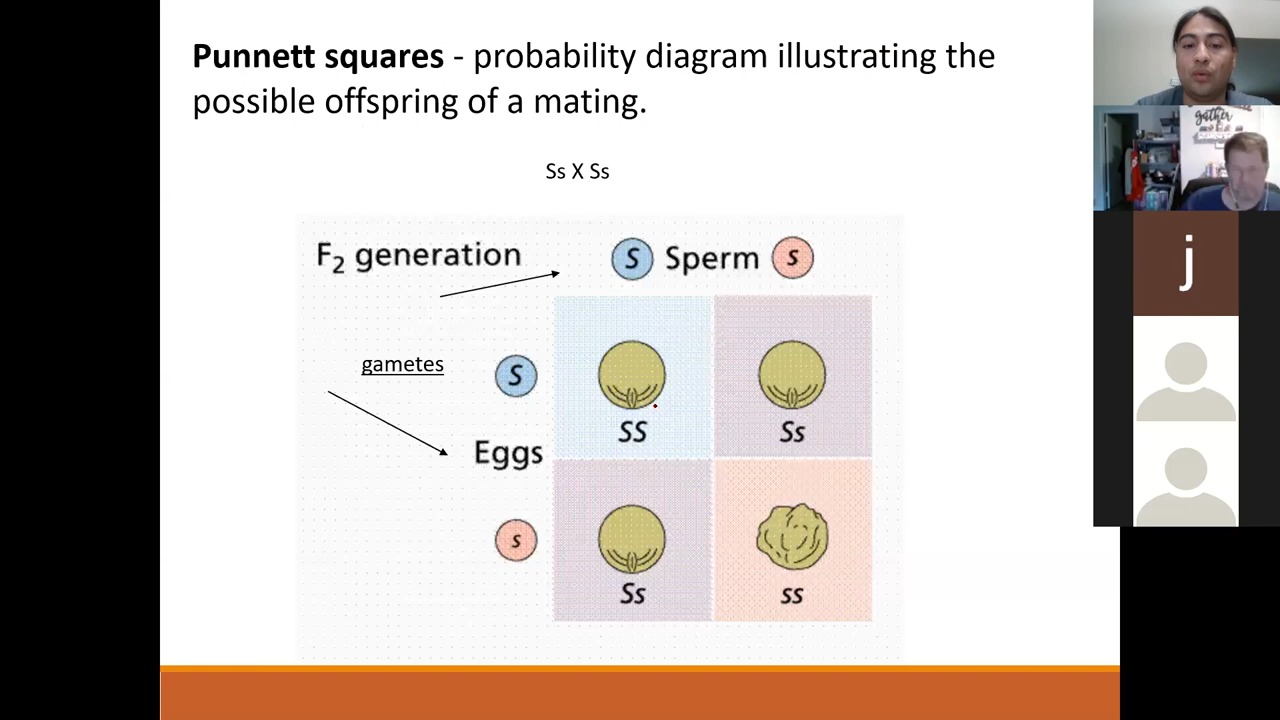 Punnett squares - probability diagram illustrating the
possible offspring of a mating.
Ss X Ss
F₂ generation
S Sperm s
gametes
S
SS
Ss
Eggs
s
Ss
ss
gather
j